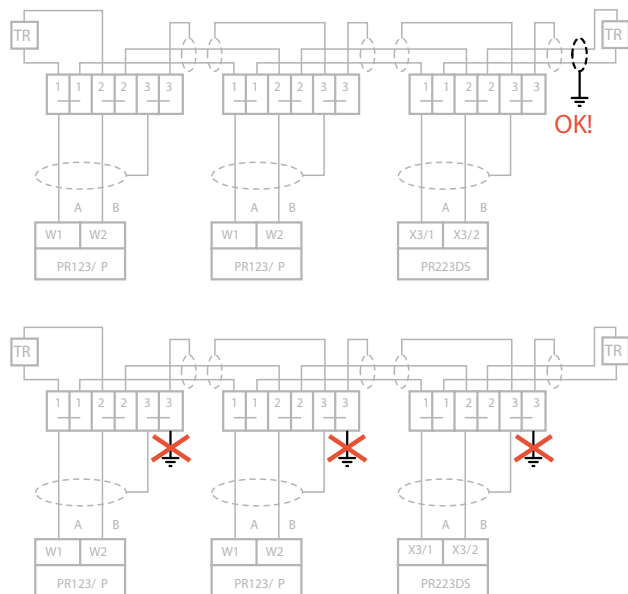 TR TR
1 1 2 2 3 3 1 1 2 2 3 3 1 1 2 2 3 3
OK!
A B A B A B
W1 W2 W1 W2 X3/1 X3/2
PR123/ P PR123/ P PR223DS
TR TR
1 1 2 2 3 3 1 1 2 2 3 3 1 1 2 2 3 3
A B A B A B
W1 W2 W1 W2 X3/1 X3/2
PR123/ P PR123/ P PR223DS